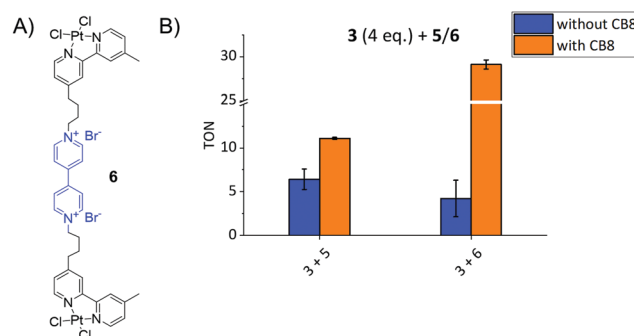 A)
Cl
Cl Pt
N N
N⁺ Br⁻
6
N⁺ Br⁻
N N
Cl Pt
Cl
B)
3 (4 eq.) + 5/6
without CB8
with CB8
TON
30
25
10
5
0
3 + 5
3 + 6